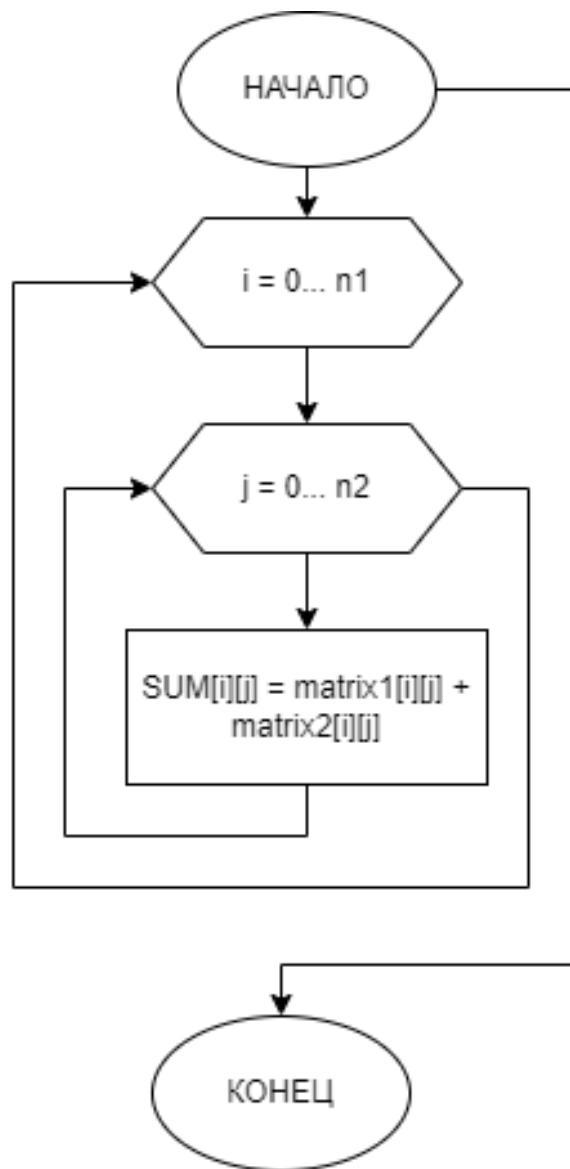 НАЧАЛО
i = 0... n1
j = 0... n2
SUM[i][j] = matrix1[i][j] +
matrix2[i][j]
КОНЕЦ